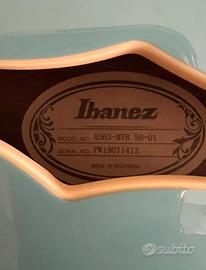 Ibanez
MODEL NO. AS63-MTB BB-01
SERIAL NO. PW19071413
MADE IN INDONESIA
subito